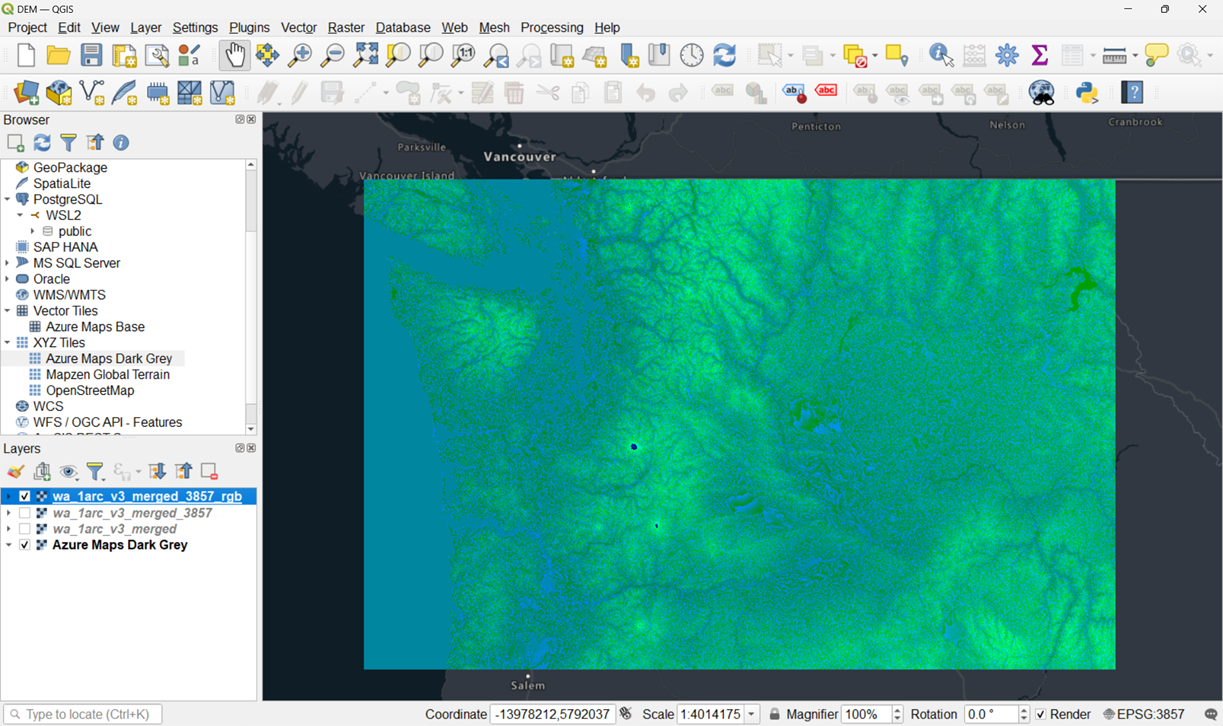 DEM — QGIS
Project Edit View Layer Settings Plugins Vector Raster Database Web Mesh Processing Help
Browser
GeoPackage
SpatiaLite
PostgreSQL
WSL2
public
SAP HANA
MS SQL Server
Oracle
WMS/WMTS
Vector Tiles
Azure Maps Base
XYZ Tiles
Azure Maps Dark Grey
Mapzen Global Terrain
OpenStreetMap
WCS
WFS / OGC API - Features
Layers
wa_1arc_v3_merged_3857_rgb
wa_1arc_v3_merged_3857
wa_1arc_v3_merged
Azure Maps Dark Grey
Parksville
Vancouver
Vancouver Island
Penticton
Nelson
Cranbrook
Salem
Type to locate (Ctrl+K)
Coordinate -13978212,5792037 Scale 1:4014175 Magnifier 100% Rotation 0.0 ° Render EPSG:3857